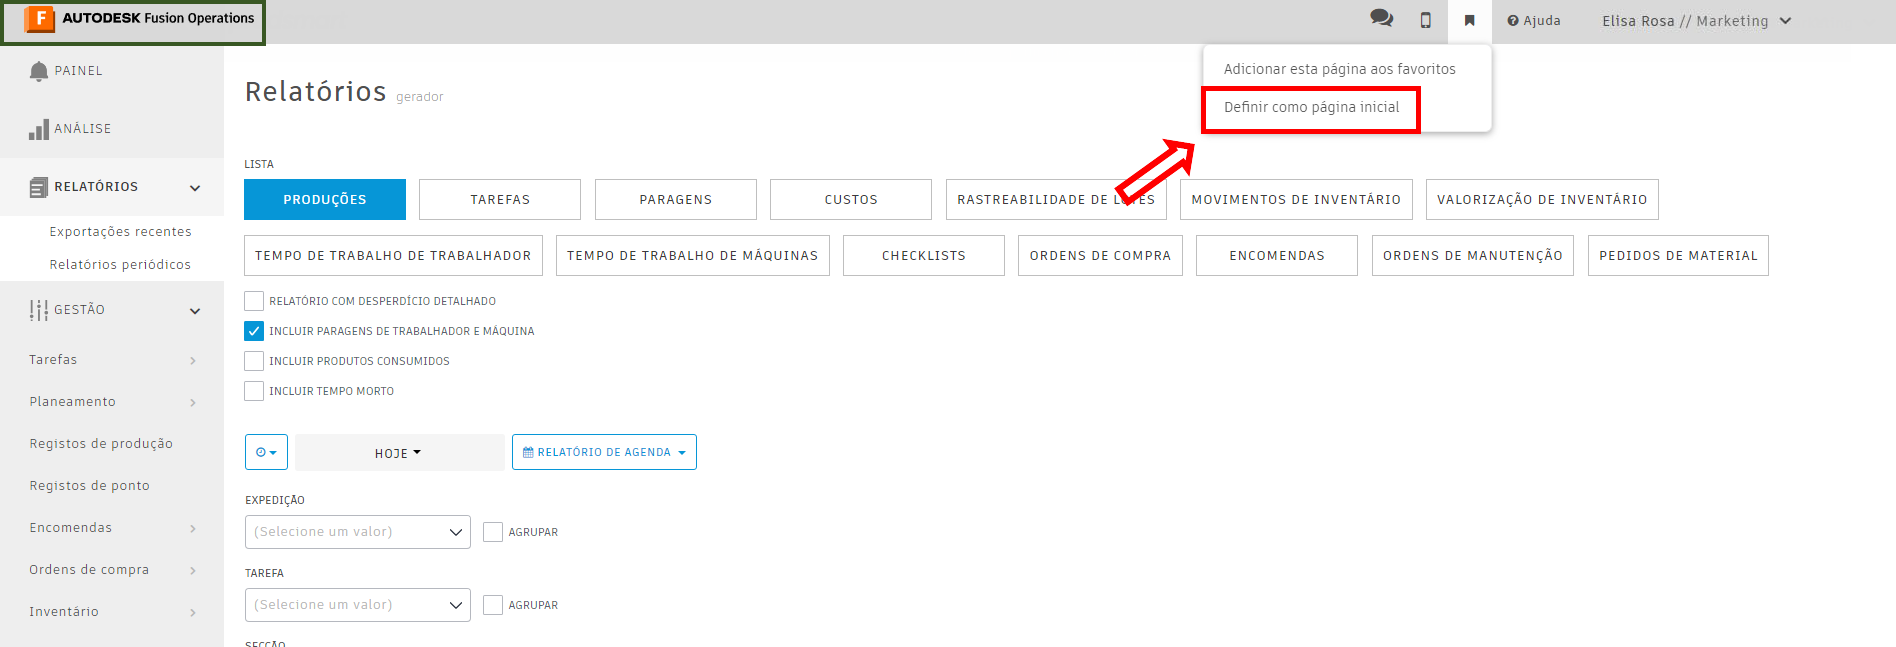 AUTODESK Fusion Operations
Ajuda
Elisa Rosa // Marketing
Adicionar esta página aos favoritos
Definir como página inicial
PAINEL
ANÁLISE
RELATÓRIOS
Exportações recentes
Relatórios periódicos
GESTÃO
Tarefas
Planeamento
Registos de produção
Registos de ponto
Encomendas
Ordens de compra
Inventário
Relatórios gerador
LISTA
PRODUÇÕES
TAREFAS
PARAGENS
CUSTOS
RASTREABILIDADE DE LOTES
MOVIMENTOS DE INVENTÁRIO
VALORIZAÇÃO DE INVENTÁRIO
TEMPO DE TRABALHO DE TRABALHADOR
TEMPO DE TRABALHO DE MÁQUINAS
CHECKLISTS
ORDENS DE COMPRA
ENCOMENDAS
ORDENS DE MANUTENÇÃO
PEDIDOS DE MATERIAL
RELATÓRIO COM DESPERDÍCIO DETALHADO
INCLUIR PARAGENS DE TRABALHADOR E MÁQUINA
INCLUIR PRODUTOS CONSUMIDOS
INCLUIR TEMPO MORTO
HOJE
RELATÓRIO DE AGENDA
EXPEDIÇÃO
(Selecione um valor)
AGRUPAR
TAREFA
(Selecione um valor)
AGRUPAR
SECÇÃO